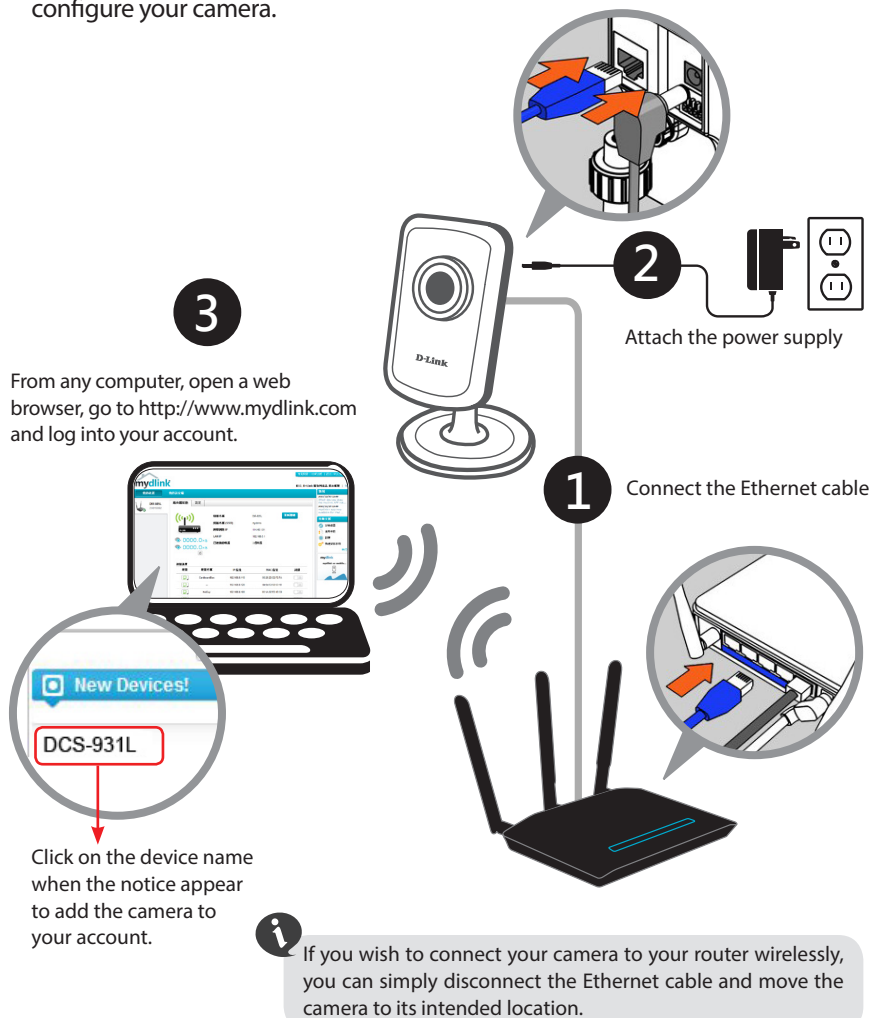 configure your camera.
2
Attach the power supply
D-Link
3
From any computer, open a web
browser, go to http://www.mydlink.com
and log into your account.
1
Connect the Ethernet cable
mydlink
New Devices!
DCS-931L
Click on the device name
when the notice appear
to add the camera to
your account.
i
If you wish to connect your camera to your router wirelessly,
you can simply disconnect the Ethernet cable and move the
camera to its intended location.